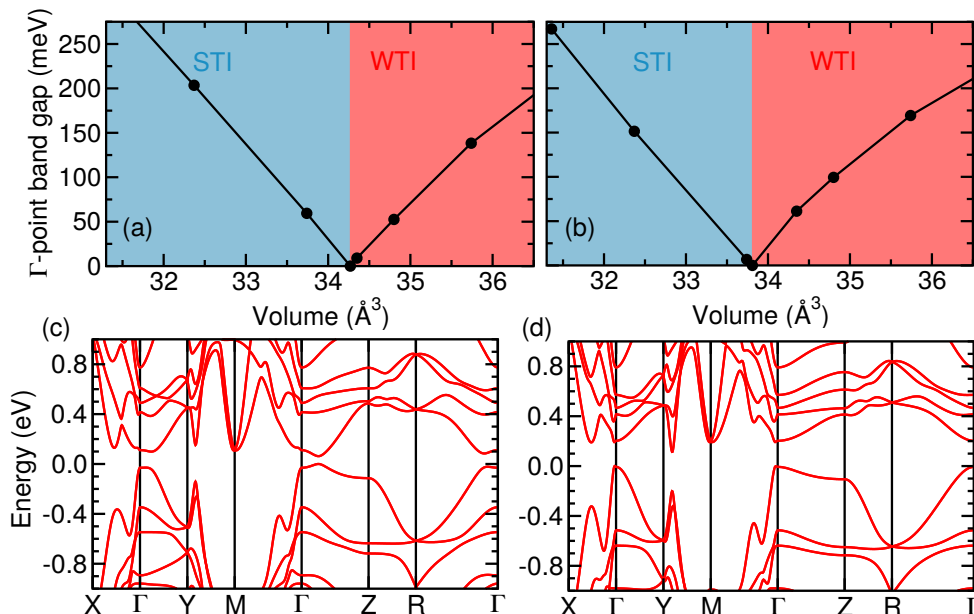 250
200
150
100
50
0
Γ-point band gap (meV)
STI
WTI
(a)
32 33 34 35 36
Volume (Å³)
STI
WTI
(b)
32 33 34 35 36
Volume (Å³)
(c)
0.8
0.4
0.0
-0.4
-0.8
Energy (eV)
X Γ Y M Γ Z R Γ
(d)
0.8
0.4
0.0
-0.4
-0.8
X Γ Y M Γ Z R Γ